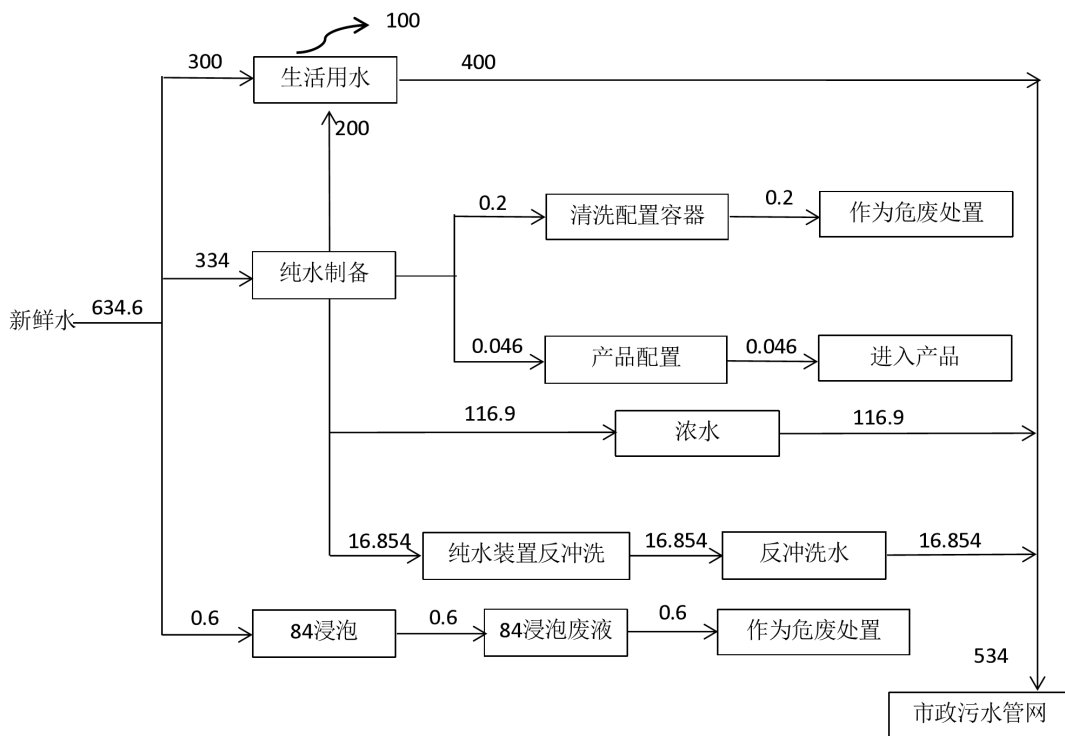 100
300
生活用水
400
200
0.2
清洗配置容器
0.2
作为危废处置
334
纯水制备
新鲜水
634.6
0.046
产品配置
0.046
进入产品
116.9
浓水
116.9
16.854
纯水装置反冲洗
16.854
反冲洗水
16.854
0.6
84浸泡
0.6
84浸泡废液
0.6
作为危废处置
534
市政污水管网